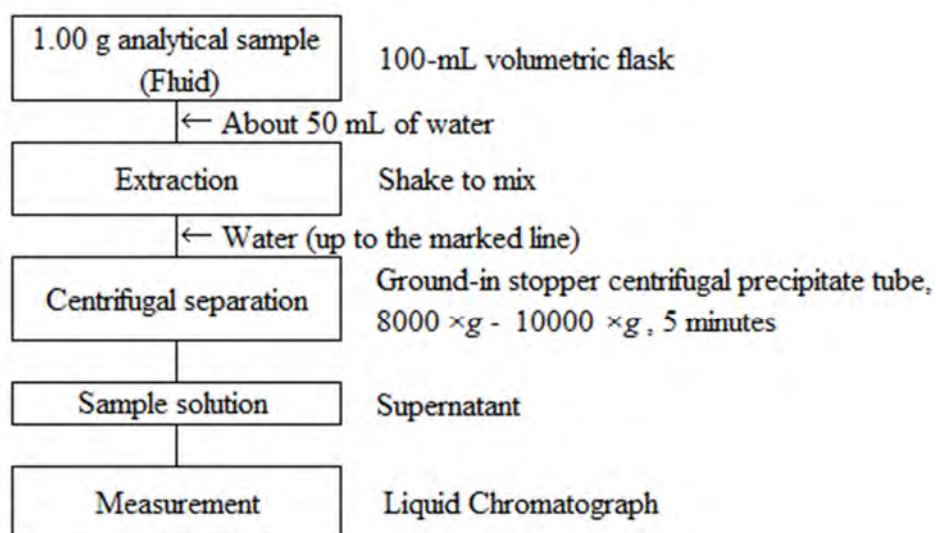 1.00 g analytical sample
(Fluid)
100-mL volumetric flask
← About 50 mL of water
Extraction
Shake to mix
← Water (up to the marked line)
Centrifugal separation
Ground-in stopper centrifugal precipitate tube,
8000 ×g - 10000 ×g , 5 minutes
Sample solution
Supernatant
Measurement
Liquid Chromatograph